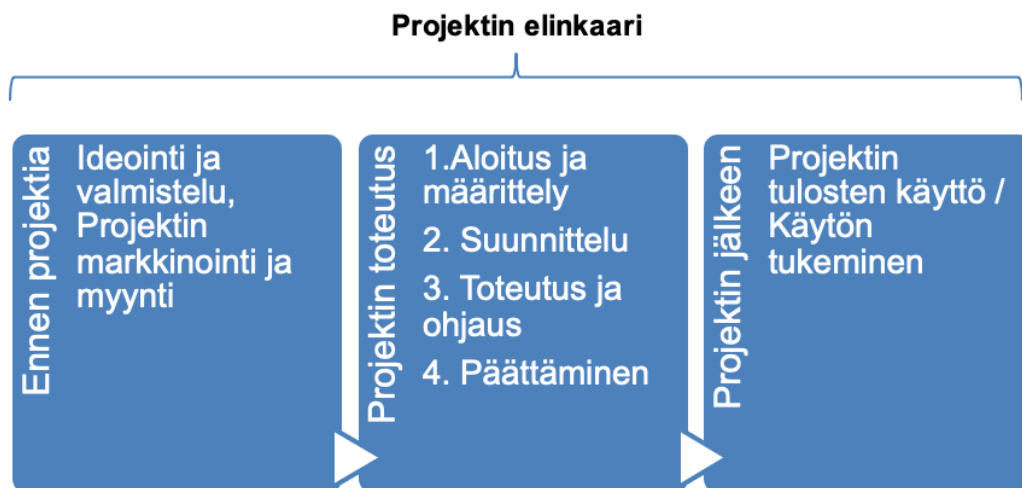 Projektin elinkaari
Ennen projektia
Ideointi ja
valmistelu,
Projektin
markkinointi ja
myynti
Projektin toteutus
1.Aloitus ja
määrittely
2. Suunnittelu
3. Toteutus ja
ohjaus
4. Päättäminen
Projektin jälkeen
Projektin
tulosten käyttö /
Käytön
tukeminen